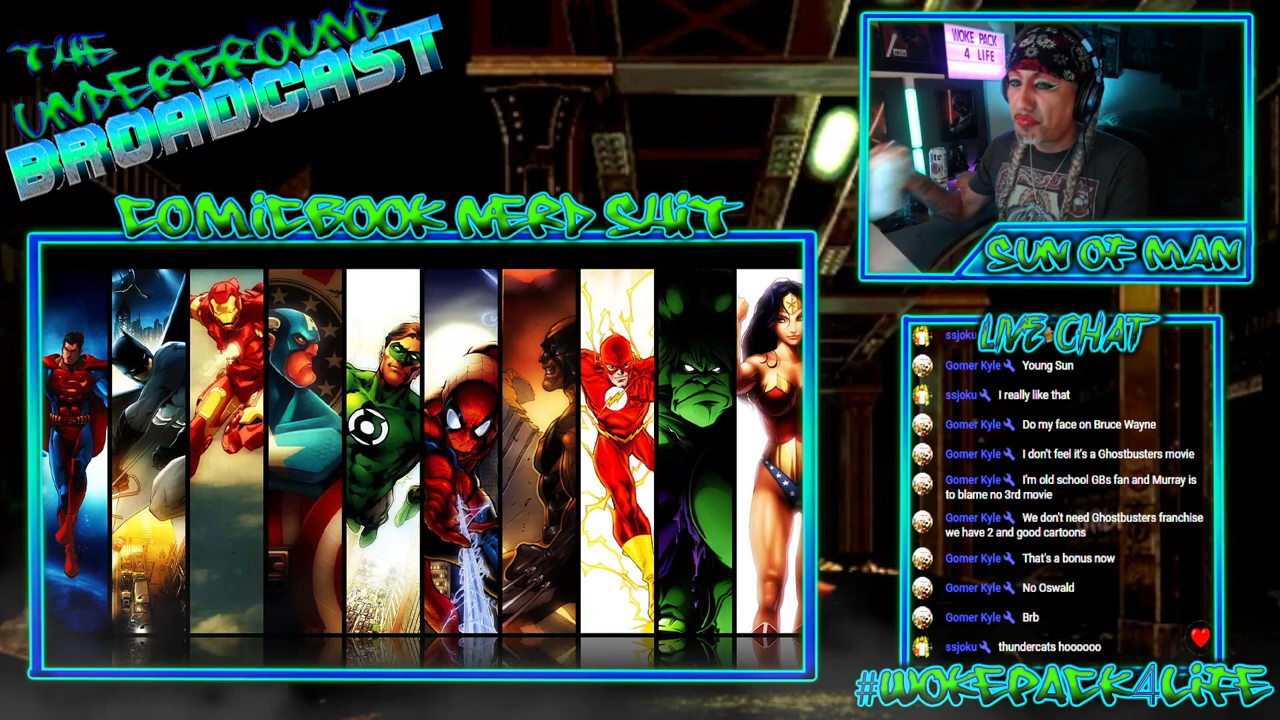 THE
UNDERGROUND
BROADCAST
COMICBOOK NERD SHIT
WOKE PACK
4 LIFE
SUN OF MAN
LIVE CHAT
ssjoku
Gomer Kyle Young Sun
ssjoku I really like that
Gomer Kyle Do my face on Bruce Wayne
Gomer Kyle I don't feel it's a Ghostbusters movie
Gomer Kyle I'm old school GBs fan and Murray is
to blame no 3rd movie
Gomer Kyle We don't need Ghostbusters franchise
we have 2 and good cartoons
Gomer Kyle That's a bonus now
Gomer Kyle No Oswald
Gomer Kyle Brb
ssjoku thundercats hoooooo
#WOKEPACK4LIFE